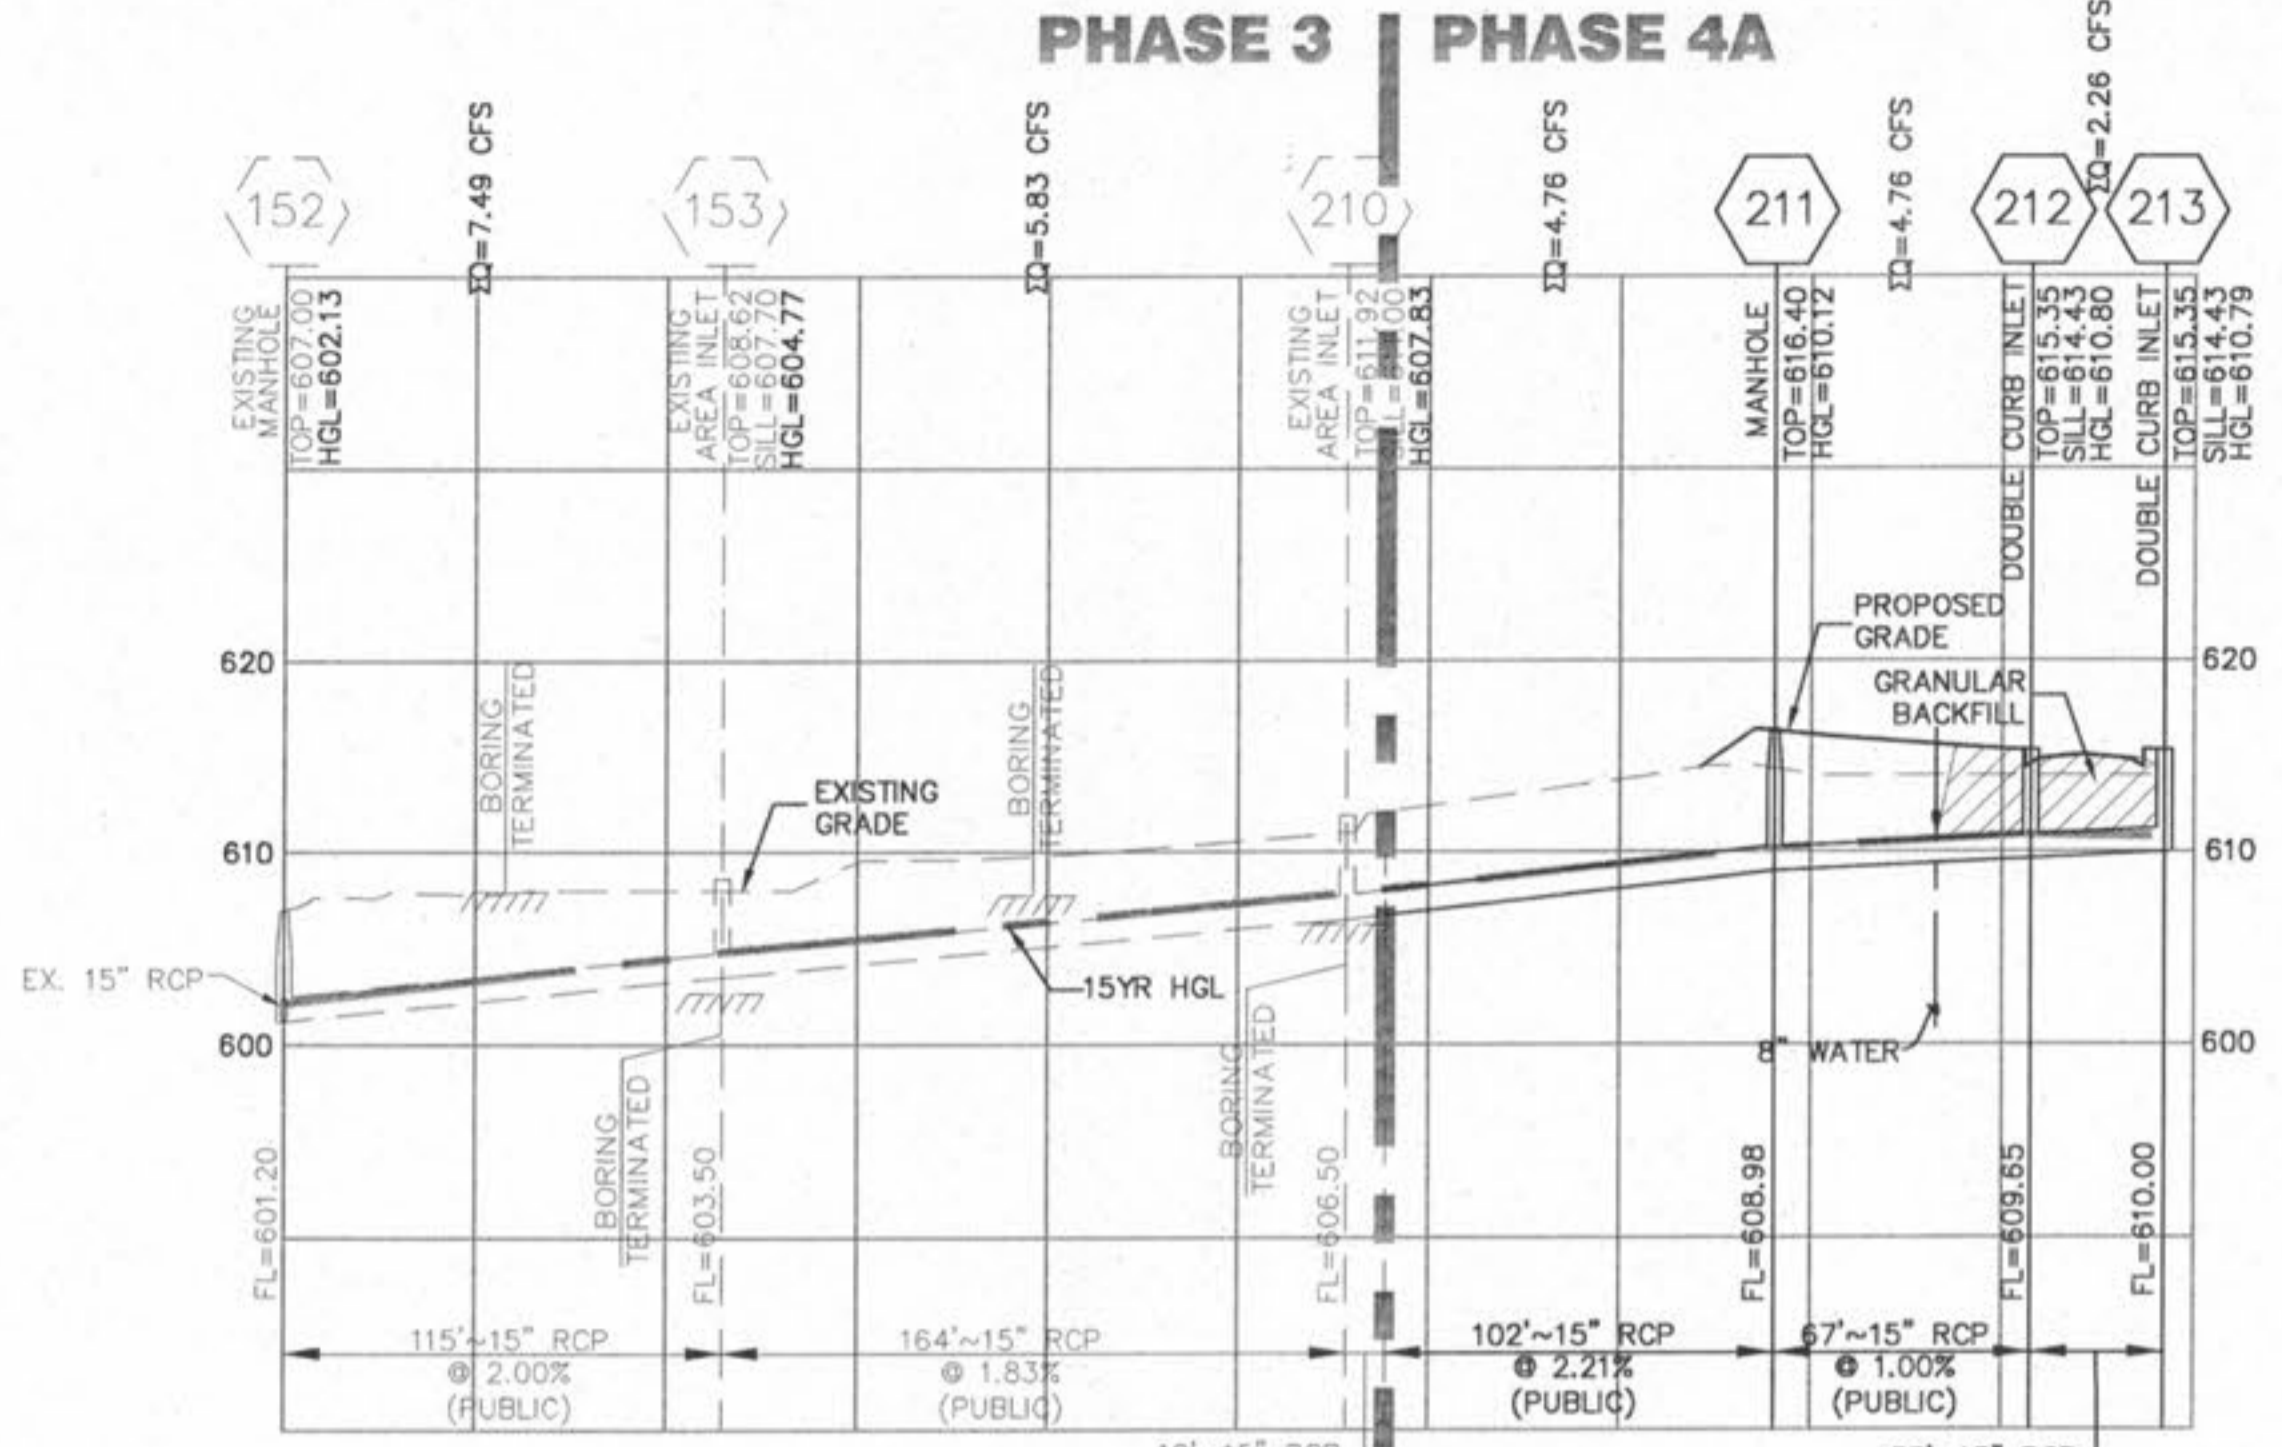 PHASE 3 PHASE 4A
ΣQ=7.49 CFS
ΣQ=5.83 CFS
ΣQ=4.76 CFS
ΣQ=4.76 CFS
ΣQ=2.26 CFS
152
153
210
211
212
213
EXISTING
MANHOLE
TOP=607.00
HGL=602.13
EXISTING
AREA INLET
TOP=608.62
SILL=607.70
HGL=604.77
EXISTING
AREA INLET
TOP=611.92
HGL=607.83
MANHOLE
TOP=616.40
HGL=610.12
DOUBLE CURB INLET
TOP=615.35
SILL=614.43
HGL=610.80
DOUBLE CURB INLET
TOP=615.35
SILL=614.43
HGL=610.79
PROPOSED
GRADE
GRANULAR
BACKFILL
620
620
BORING
TERMINATED
BORING
TERMINATED
EXISTING
GRADE
610
610
EX. 15" RCP
15YR HGL
600
600
8" WATER
BORING
TERMINATED
BORING
TERMINATED
FL=601.20
FL=603.50
FL=606.50
FL=608.98
FL=609.65
FL=610.00
115'~15" RCP
@ 2.00%
(PUBLIC)
164'~15" RCP
@ 1.83%
(PUBLIC)
102'~15" RCP
@ 2.21%
(PUBLIC)
67'~15" RCP
@ 1.00%
(PUBLIC)